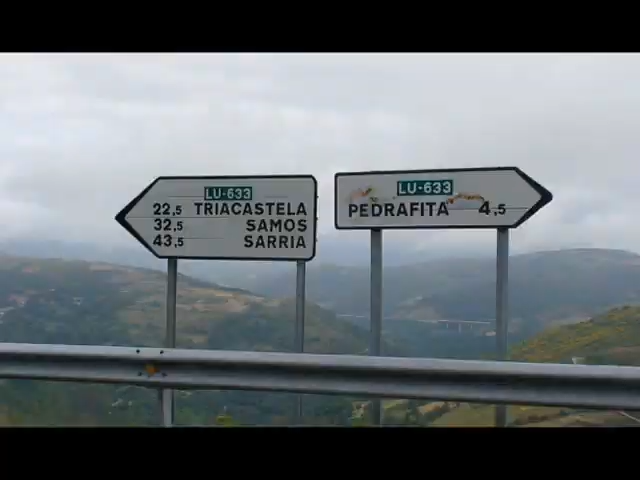 LU-633
22,5 TRIACASTELA
32,5 SAMOS
43,5 SARRIA
LU-633
PEDRAFITA 4,5